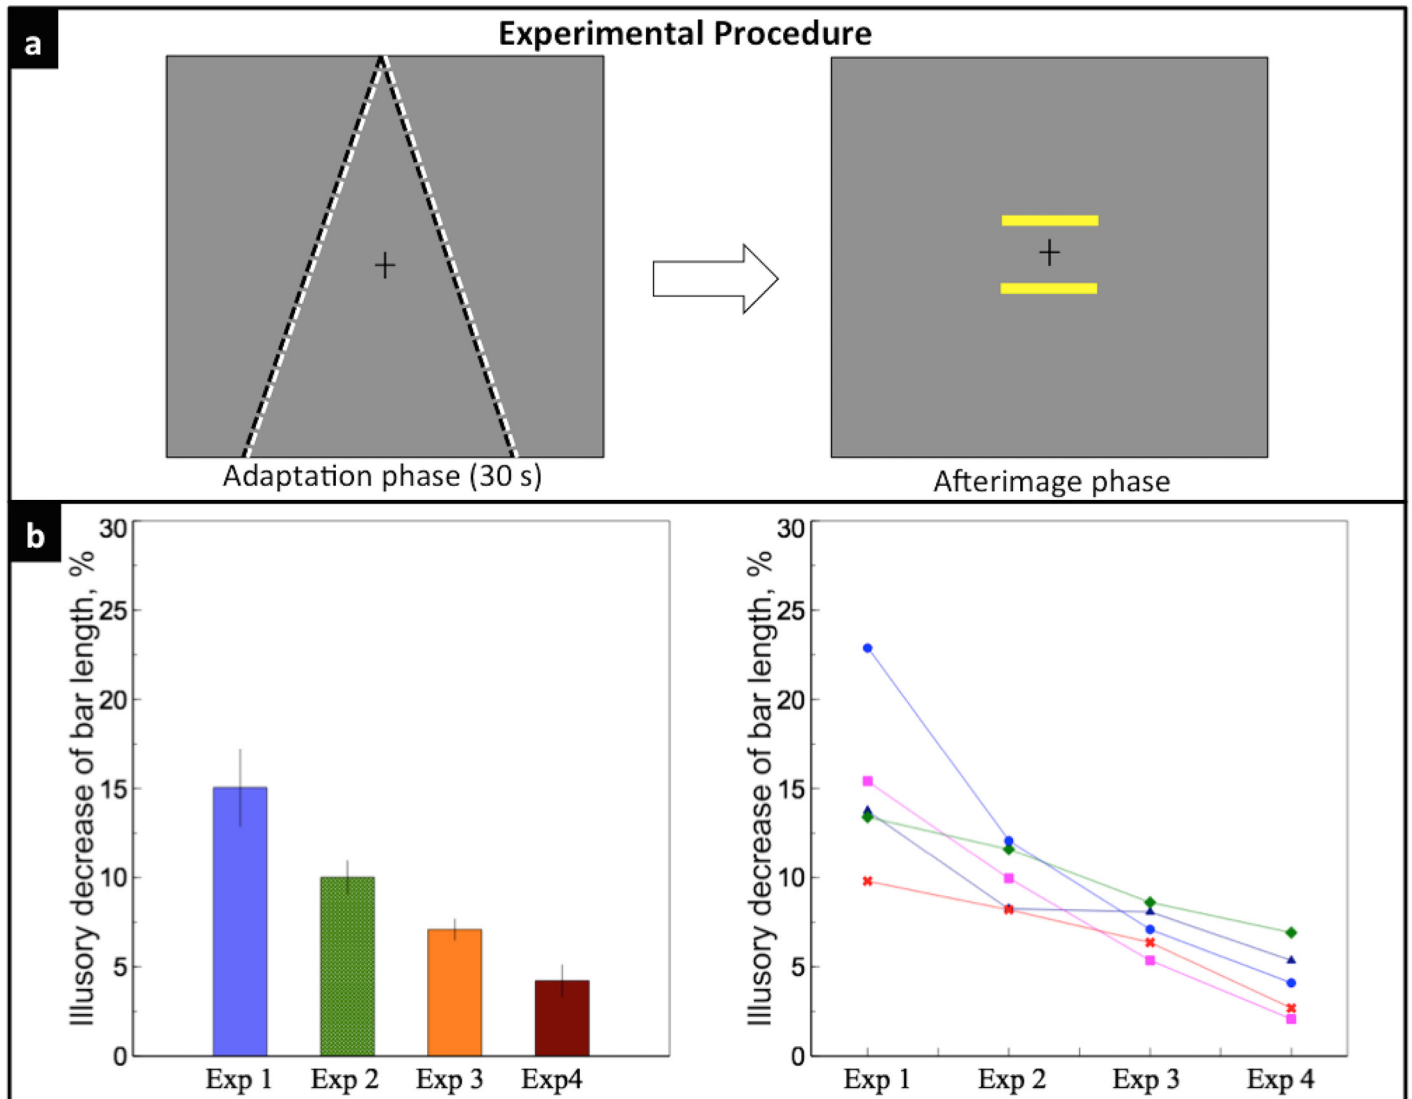 a
Experimental Procedure
Adaptation phase (30 s)
Afterimage phase
b
Illlusory decrease of bar length, %
30
25
20
15
10
5
0
Exp 1
Exp 2
Exp 3
Exp4
Illlusory decrease of bar length, %
30
25
20
15
10
5
0
Exp 1
Exp 2
Exp 3
Exp 4